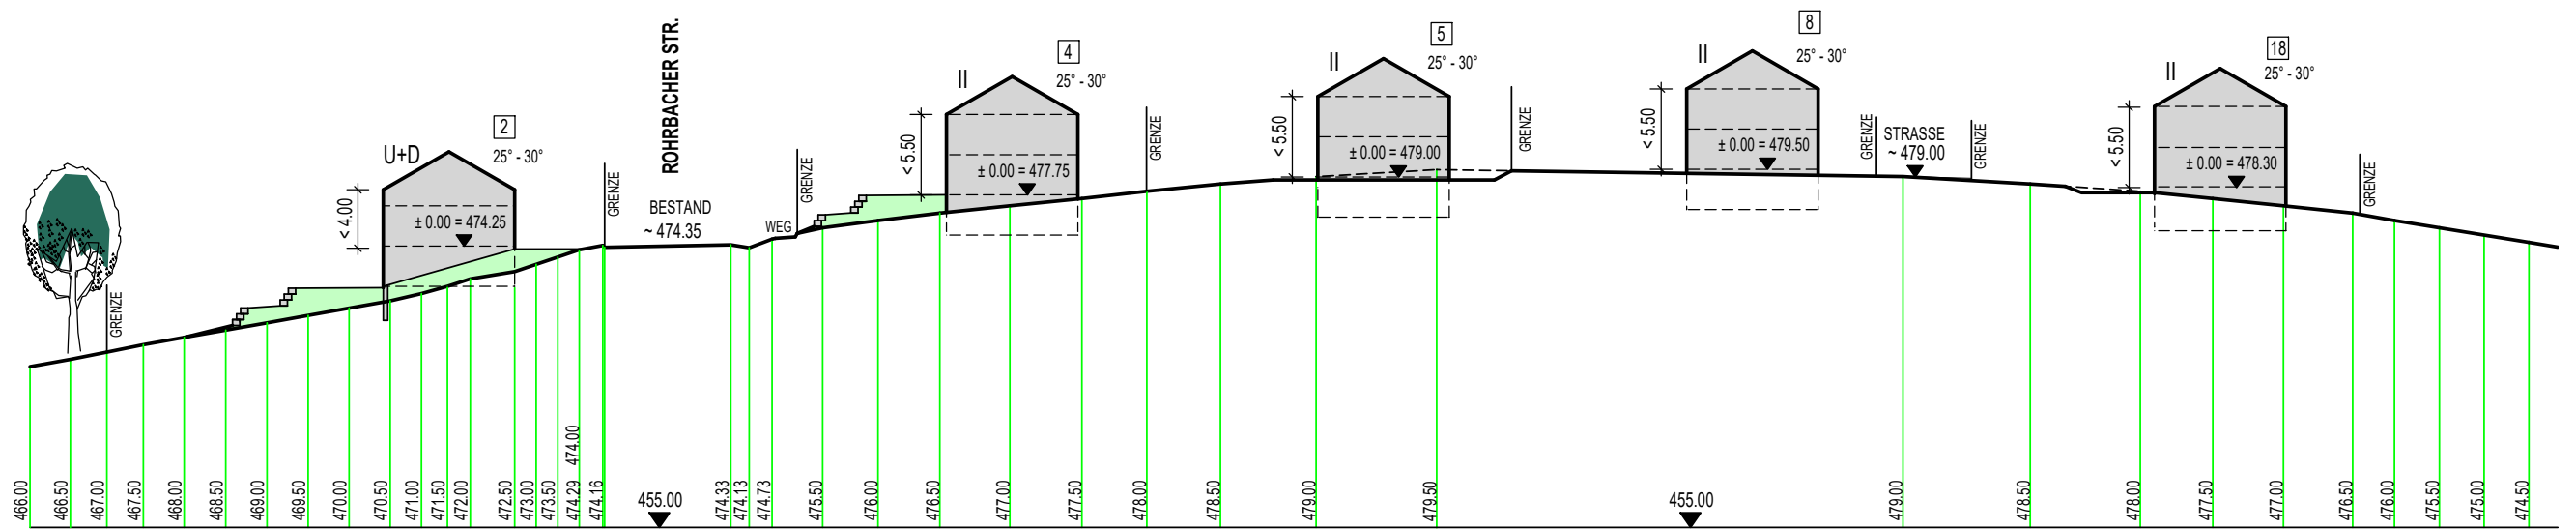 2
25° - 30°
U+D
< 4.00
± 0.00 = 474.25
GRENZE
GRENZE
ROHRBACHER STR.
BESTAND
~ 474.35
WEG
GRENZE
4
25° - 30°
II
< 5.50
± 0.00 = 477.75
GRENZE
5
25° - 30°
II
< 5.50
± 0.00 = 479.00
GRENZE
8
25° - 30°
II
< 5.50
± 0.00 = 479.50
GRENZE
STRASSE
~ 479.00
GRENZE
18
25° - 30°
II
< 5.50
± 0.00 = 478.30
GRENZE
466.00
466.50
467.00
467.50
468.00
468.50
469.00
469.50
470.00
470.50
471.00
471.50
472.00
472.50
473.00
473.50
474.00
474.29
474.16
455.00
474.33
474.13
474.73
475.50
476.00
476.50
477.00
477.50
478.00
478.50
479.00
479.50
455.00
479.00
478.50
478.00
477.50
477.00
476.50
476.00
475.50
475.00
474.50